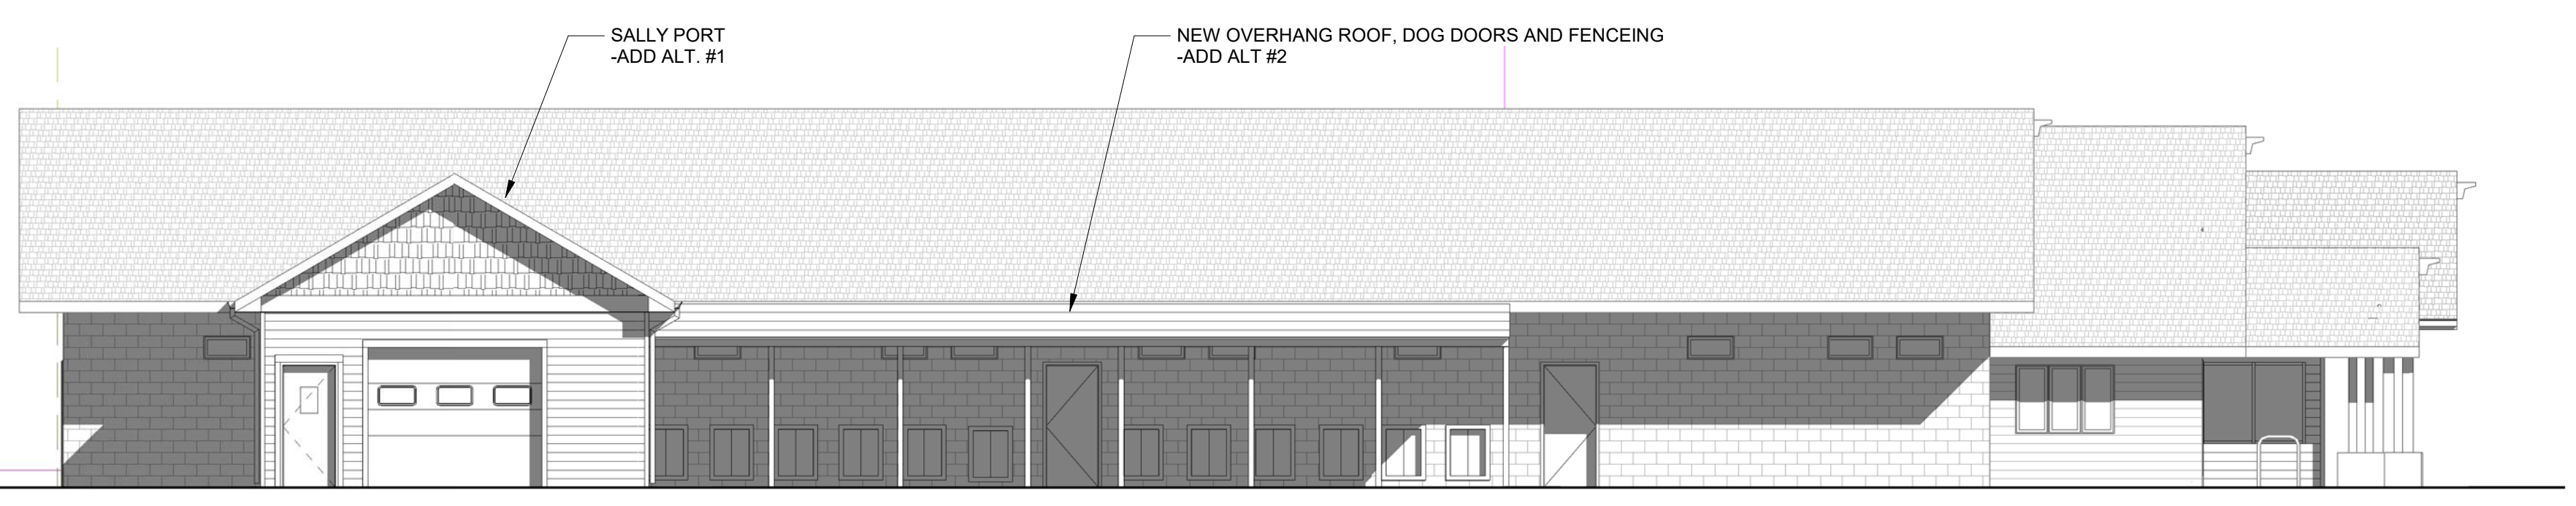 SALLY PORT
-ADD ALT. #1
NEW OVERHANG ROOF, DOG DOORS AND FENCEING
-ADD ALT #2